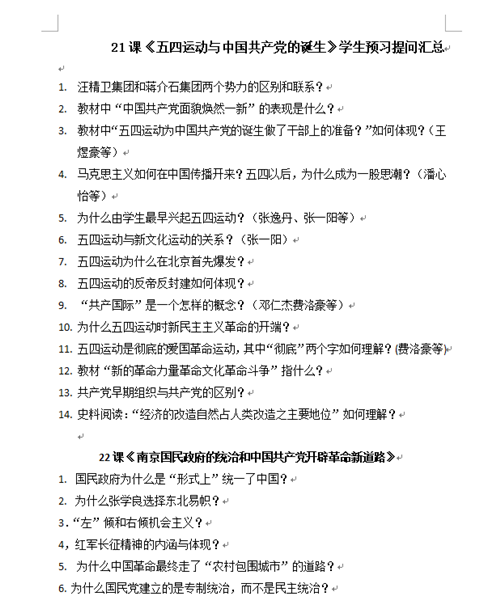 21 课《五四运动与中国共产党的诞生》学生预习提问汇总
1. 汪精卫集团和蒋介石集团两个势力的区别和联系？
2. 教材中“中国共产党面貌焕然一新”的表现是什么？
3. 教材中“五四运动为中国共产党的诞生做了干部上的准备？”如何体现？（王
煜豪等）
4. 马克思主义如何在中国传播开来？五四以后，为什么成为一股思潮？（潘心
怡等）
5. 为什么由学生最早兴起五四运动？（张逸丹、张一阳等）
6. 五四运动与新文化运动的关系？（张一阳）
7. 五四运动为什么在北京首先爆发？
8. 五四运动的反帝反封建如何体现？
9. “共产国际”是一个怎样的概念？（邓仁杰费洛豪等）
10. 为什么五四运动时新民主主义革命的开端？
11. 五四运动是彻底的爱国革命运动，其中“彻底”两个字如何理解？(费洛豪等)
12. 教材“新的革命力量革命文化革命斗争”指什么？
13. 共产党早期组织与共产党的区别？
14. 史料阅读：“经济的改造自然占人类改造之主要地位”如何理解？
22 课《南京国民政府的统治和中国共产党开辟革命新道路》
1. 国民政府为什么是“形式上”统一了中国？
2. 为什么张学良选择东北易帜？
3．“左”倾和右倾机会主义？
4，红军长征精神的内涵与体现？
5. 为什么中国革命最终走了“农村包围城市”的道路？
6. 为什么国民党建立的是专制统治，而不是民主统治？